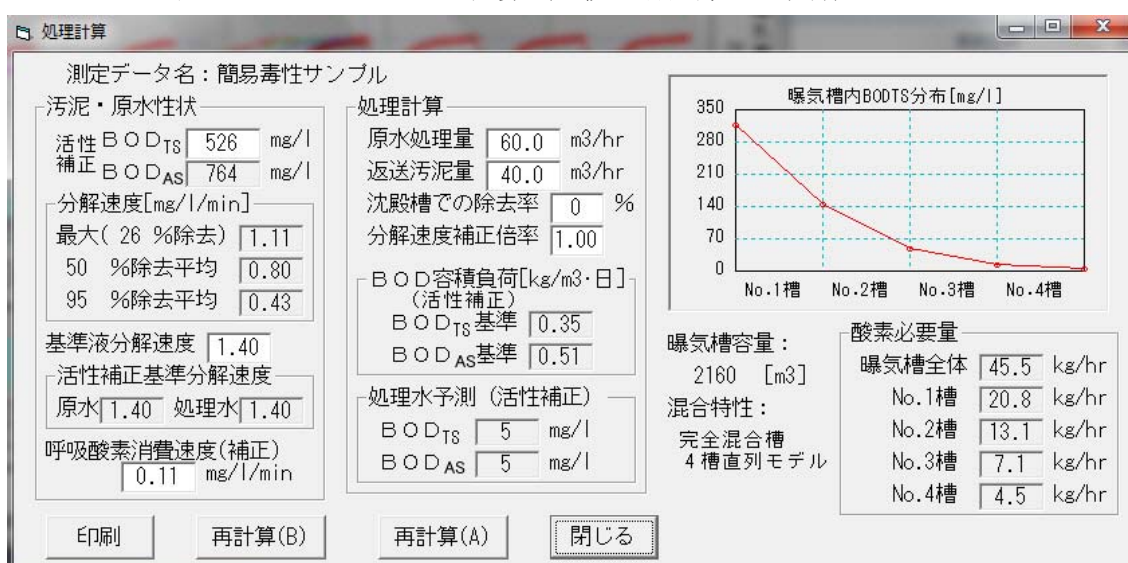 処理計算
測定データ名：簡易毒性サンプル
汚泥・原水性状
活性 BODTS 526 mg/l
補正 BODAS 764 mg/l
分解速度[mg/l/min]
最大( 26 %除去) 1.11
50 %除去平均 0.80
95 %除去平均 0.43
基準液分解速度 1.40
活性補正基準分解速度
原水 1.40 処理水 1.40
呼吸酸素消費速度(補正)
0.11 mg/l/min
処理計算
原水処理量 60.0 m3/hr
返送汚泥量 40.0 m3/hr
沈殿槽での除去率 0 %
分解速度補正倍率 1.00
BOD容積負荷[kg/m3・日]
(活性補正)
BODTS基準 0.35
BODAS基準 0.51
処理水予測 (活性補正)
BODTS 5 mg/l
BODAS 5 mg/l
曝気槽内BODTS分布[mg/l]
350
280
210
140
70
0
No.1槽 No.2槽 No.3槽 No.4槽
曝気槽容量：
2160 [m3]
混合特性：
完全混合槽
4槽直列モデル
酸素必要量
曝気槽全体 45.5 kg/hr
No.1槽 20.8 kg/hr
No.2槽 13.1 kg/hr
No.3槽 7.1 kg/hr
No.4槽 4.5 kg/hr
印刷 再計算(B) 再計算(A) 閉じる